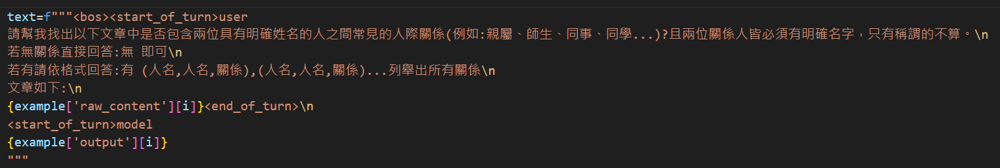 text=f"""<bos><start_of_turn>user
請幫我找出以下文章中是否包含兩位具有明確姓名的人之間常見的人際關係(例如:親屬、師生、同事、同學...)?且兩位關係人皆必須有明確名字，只有稱謂的不算。\n
若無關係直接回答:無 即可\n
若有請依格式回答:有 (人名,人名,關係),(人名,人名,關係)...列舉出所有關係\n
文章如下:\n
{example['raw_content'][i]}<end_of_turn>\n
<start_of_turn>model
{example['output'][i]}
"""